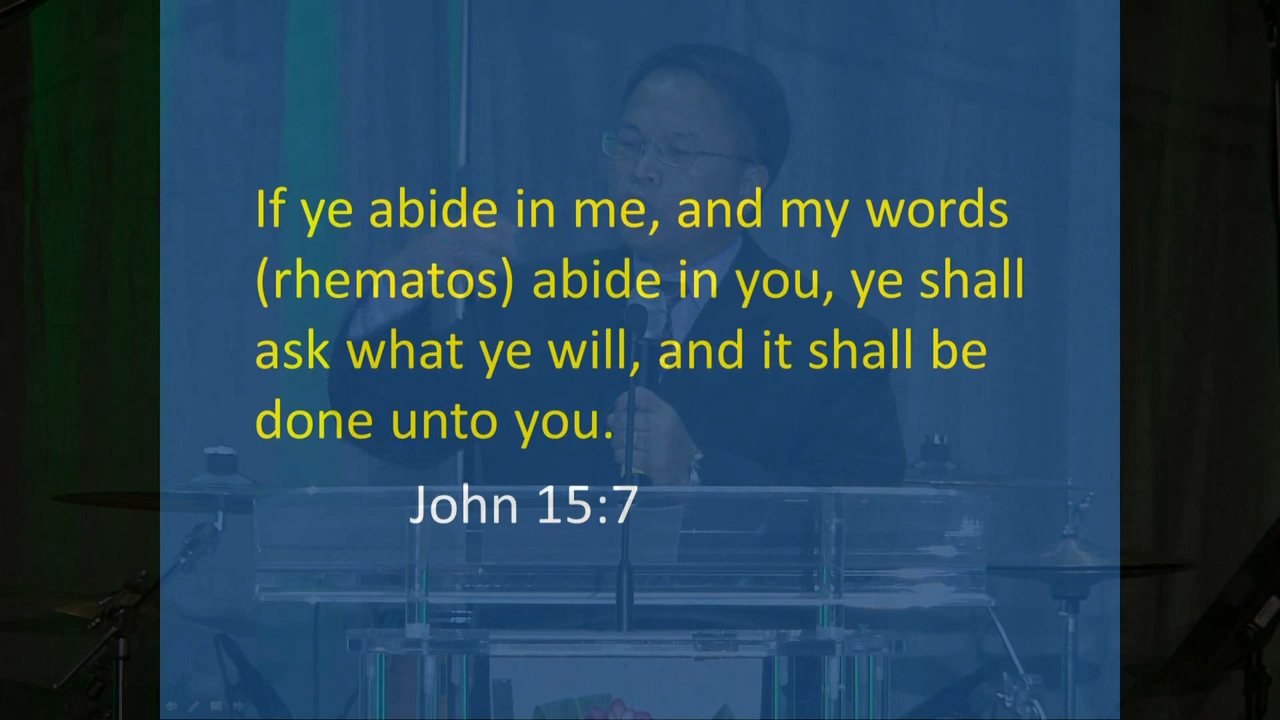 If ye abide in me, and my words
(rhematos) abide in you, ye shall
ask what ye will, and it shall be
done unto you.
John 15:7